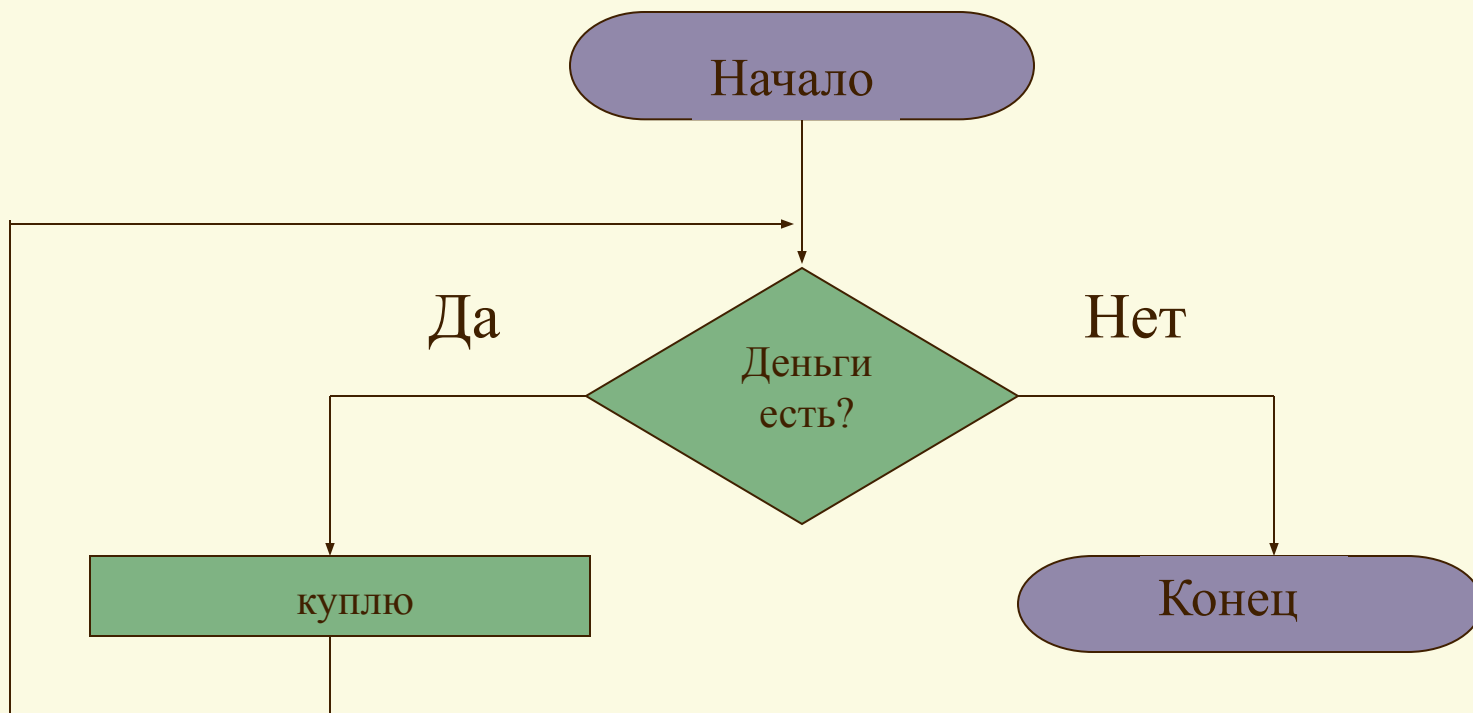 Начало
Да
Нет
Деньги
есть?
куплю
Конец